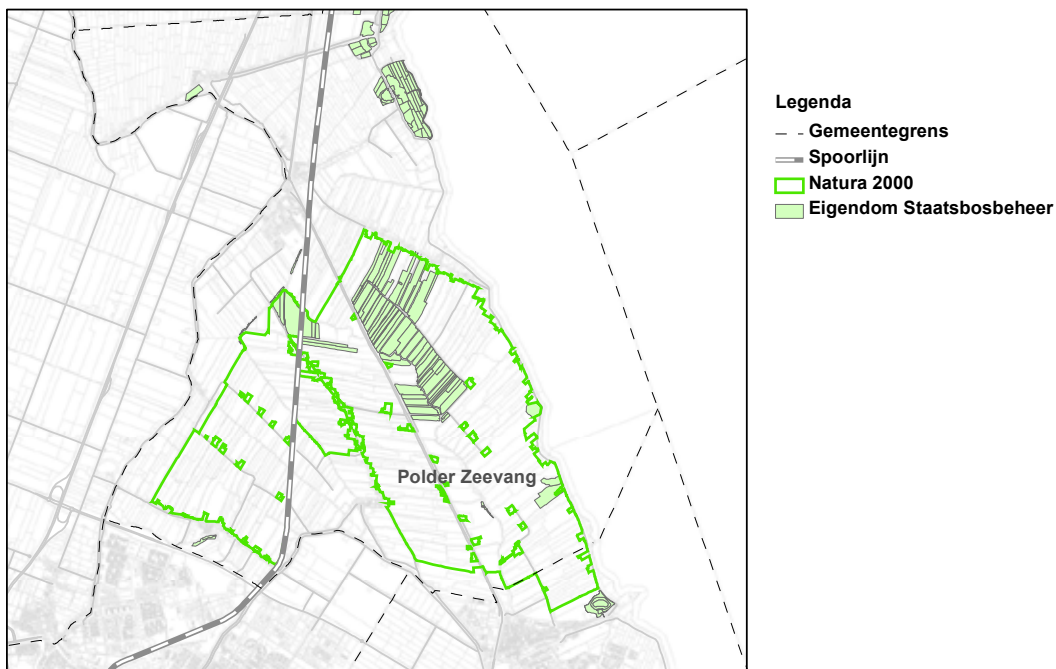 Legenda
Gemeentegrens
Spoorlijn
Natura 2000
Eigendom Staatsbosbeheer
Polder Zeevang